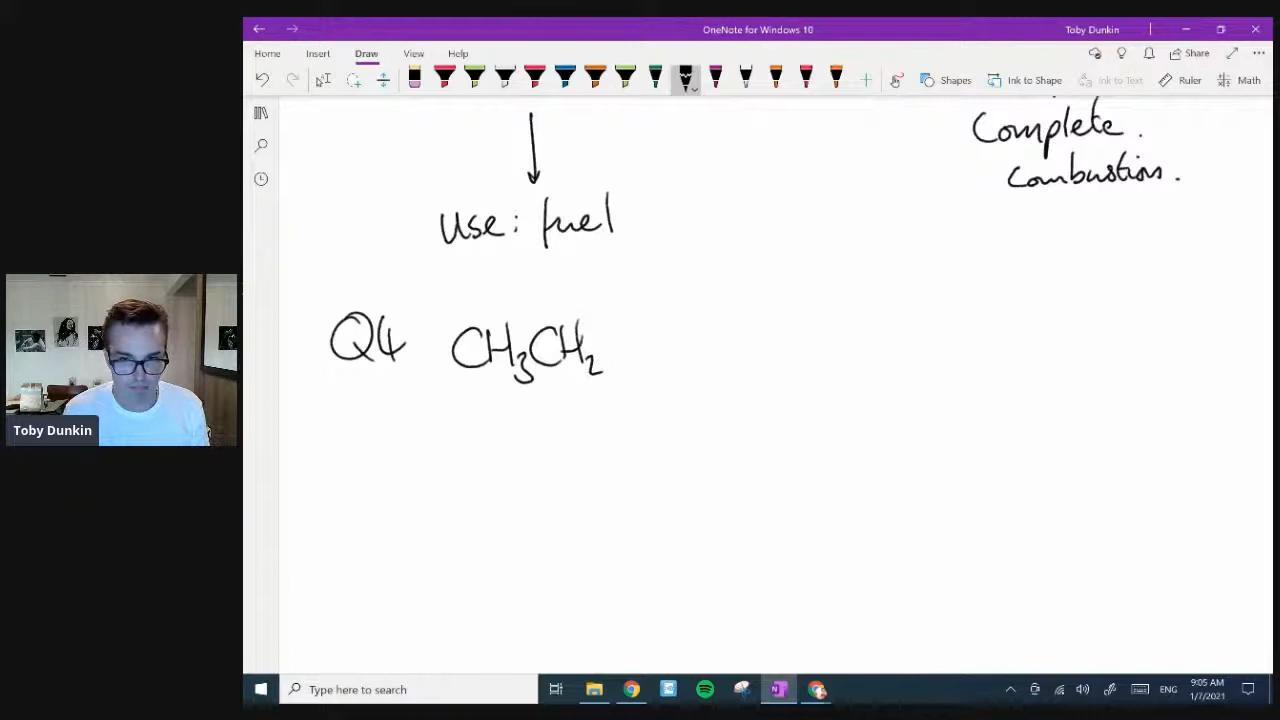 OneNote for Windows 10
Toby Dunkin
Home Insert Draw View Help
Share
Shapes Ink to Shape Ink to Text Ruler Math
Complete.
Combustion.
Use: fuel
Q4 CH3CH2
Toby Dunkin
Type here to search
ENG
9:05 AM
1/7/2021